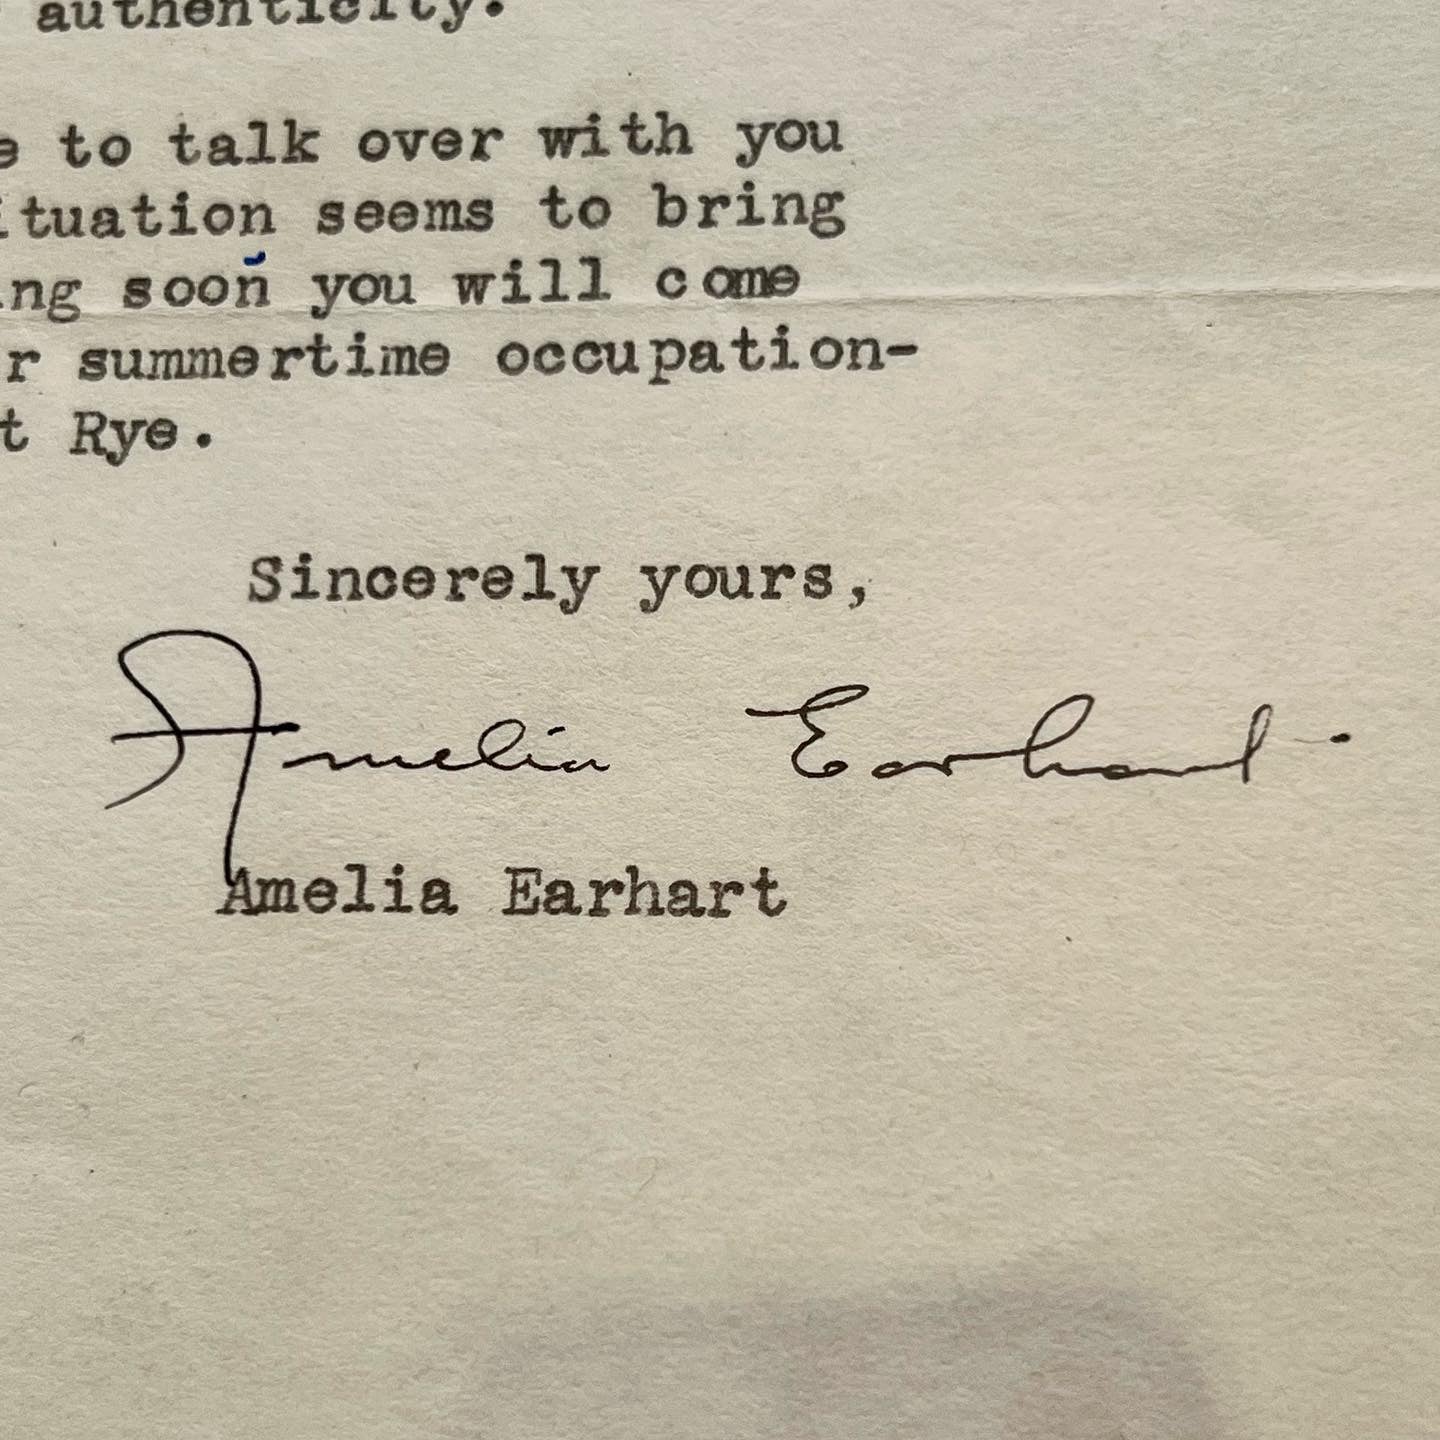 authenticity.
e to talk over with you
ituation seems to bring
ing soon you will come
r summertime occupation-
t Rye.
Sincerely yours,
Amelia Earhart
Amelia Earhart